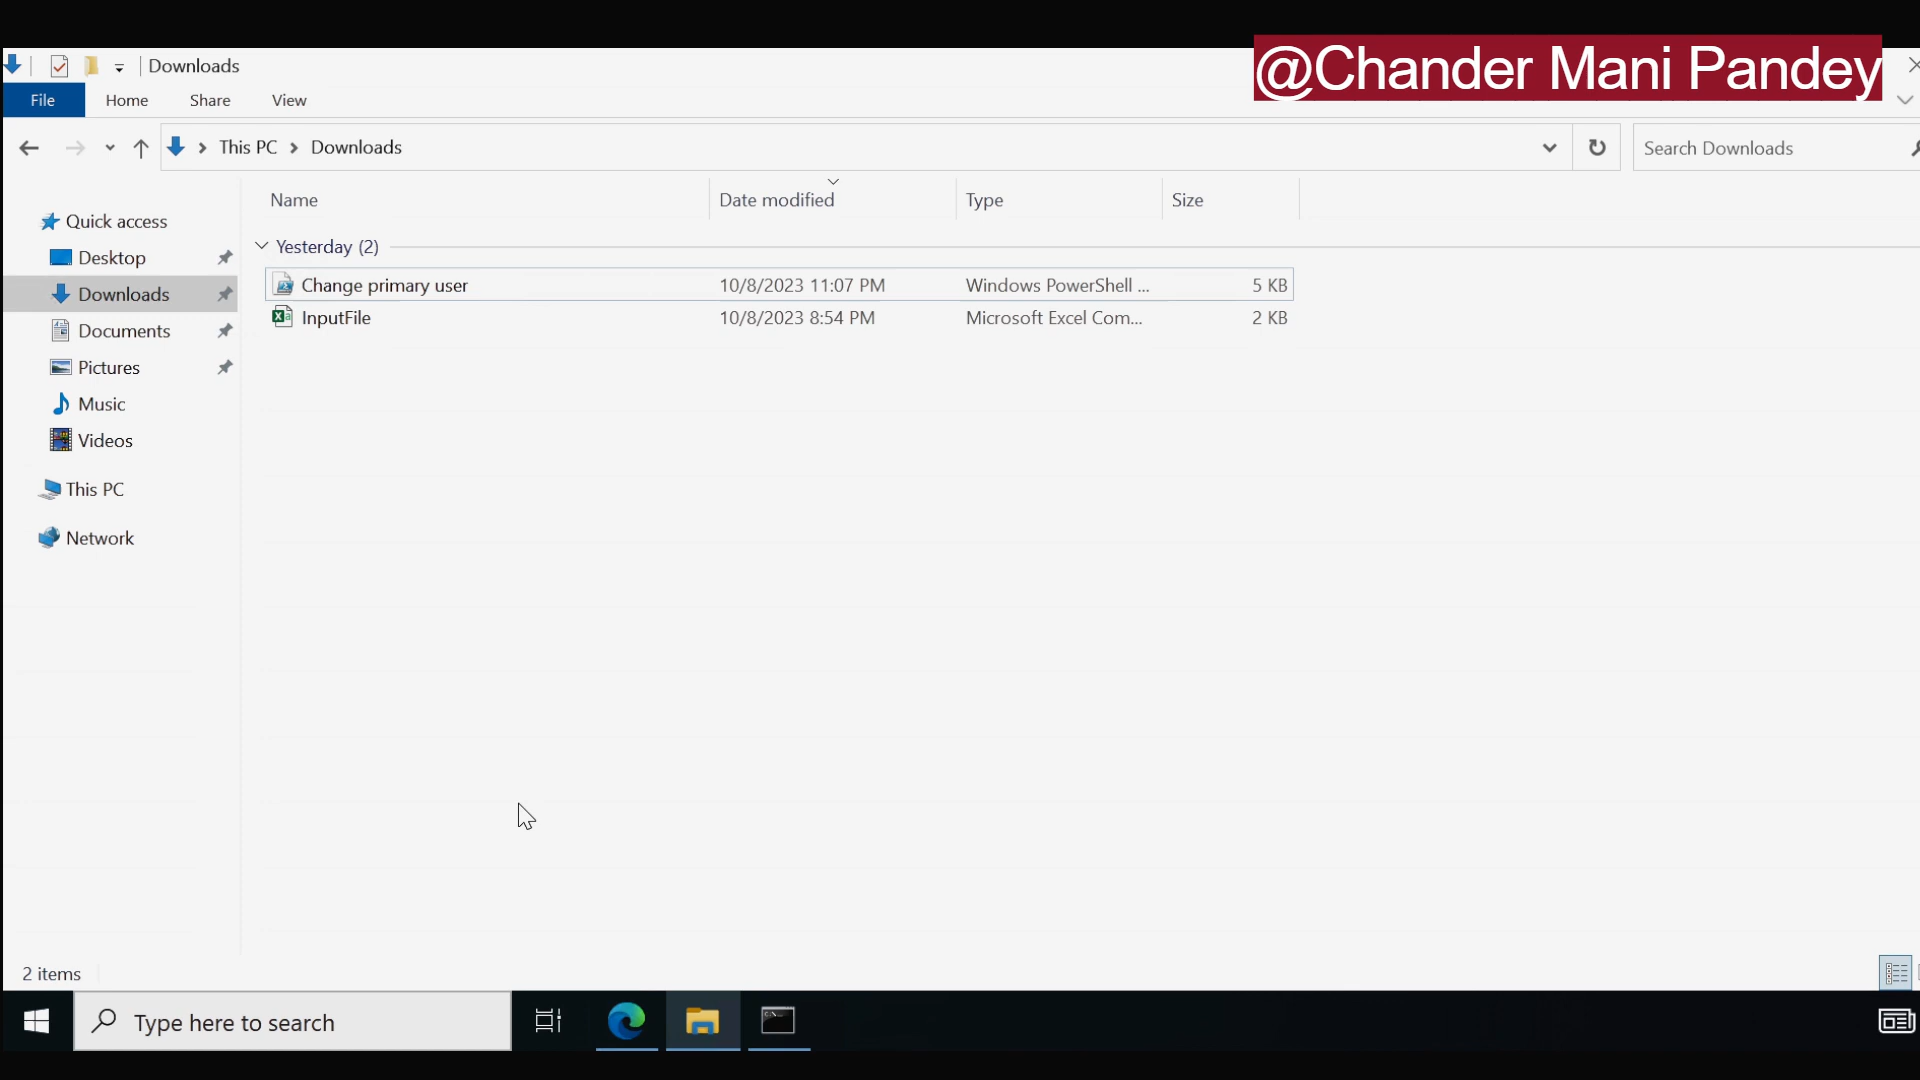 Downloads
@Chander Mani Pandey
File Home Share View
This PC Downloads
Search Downloads
Name Date modified Type Size
Quick access
Yesterday (2)
Desktop
Change primary user 10/8/2023 11:07 PM Windows PowerShell ... 5 KB
Downloads
InputFile 10/8/2023 8:54 PM Microsoft Excel Com... 2 KB
Documents
Pictures
Music
Videos
This PC
Network
2 items
Type here to search